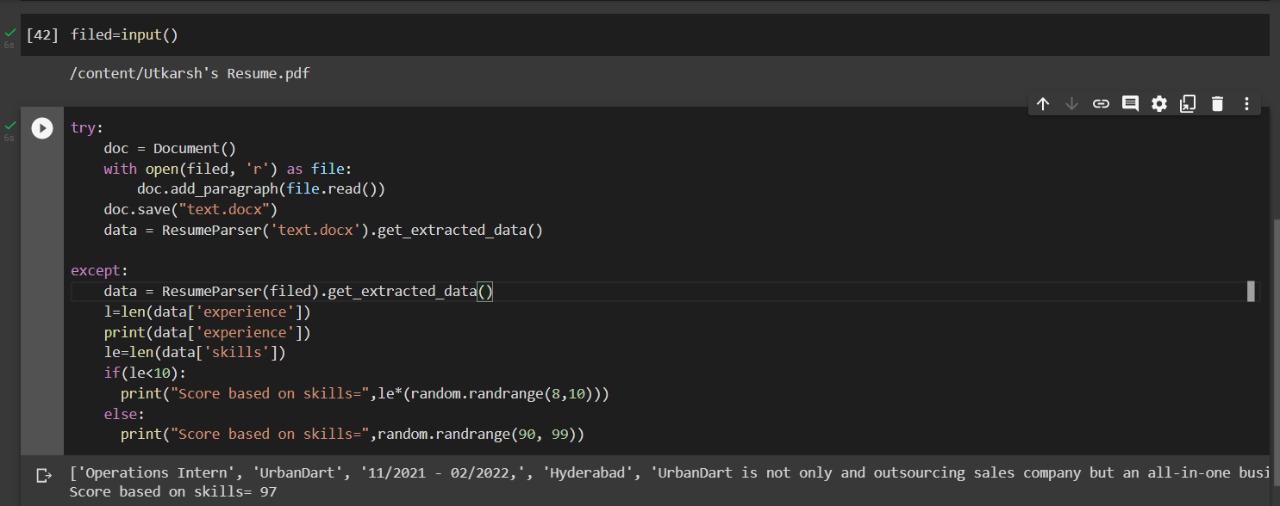 [42] filed=input()
6s
/content/Utkarsh's Resume.pdf
6s
try:
    doc = Document()
    with open(filed, 'r') as file:
        doc.add_paragraph(file.read())
    doc.save("text.docx")
    data = ResumeParser('text.docx').get_extracted_data()
except:
    data = ResumeParser(filed).get_extracted_data()
    l=len(data['experience'])
    print(data['experience'])
    le=len(data['skills'])
    if(le<10):
      print("Score based on skills=",le*(random.randrange(8,10)))
    else:
      print("Score based on skills=",random.randrange(90, 99))
['Operations Intern', 'UrbanDart', '11/2021 - 02/2022,', 'Hyderabad', 'UrbanDart is not only and outsourcing sales company but an all-in-one busi
Score based on skills= 97